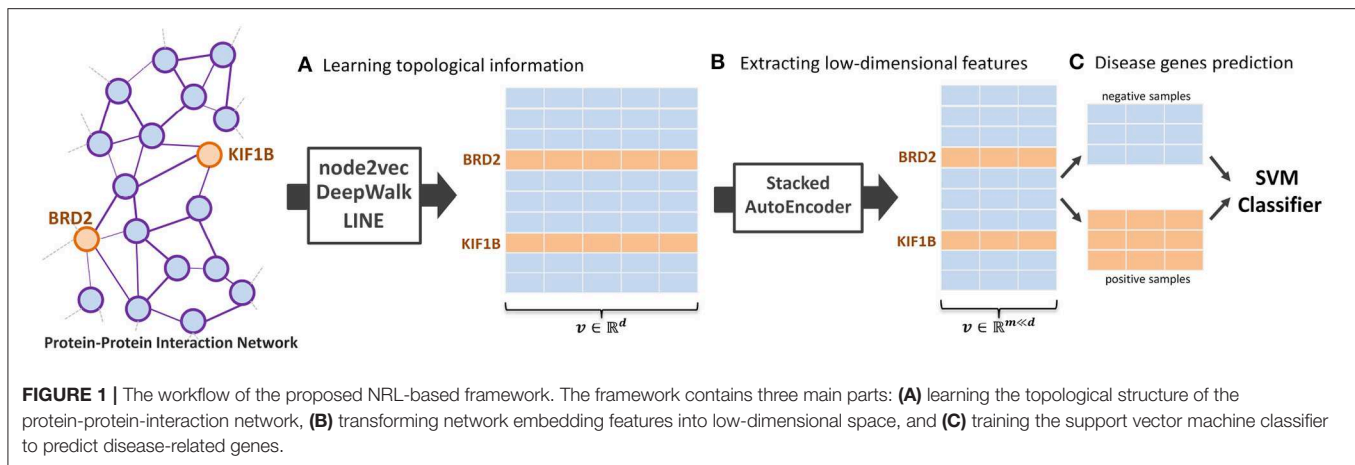 A Learning topological information
B Extracting low-dimensional features
C Disease genes prediction
KIF1B
BRD2
Protein-Protein Interaction Network
node2vec
DeepWalk
LINE
BRD2
KIF1B
v ∈ ℝ^d
Stacked
AutoEncoder
BRD2
KIF1B
v ∈ ℝ^{m≪d}
negative samples
positive samples
SVM
Classifier
FIGURE 1 | The workflow of the proposed NRL-based framework. The framework contains three main parts: (A) learning the topological structure of the
protein-protein-interaction network, (B) transforming network embedding features into low-dimensional space, and (C) training the support vector machine classifier
to predict disease-related genes.